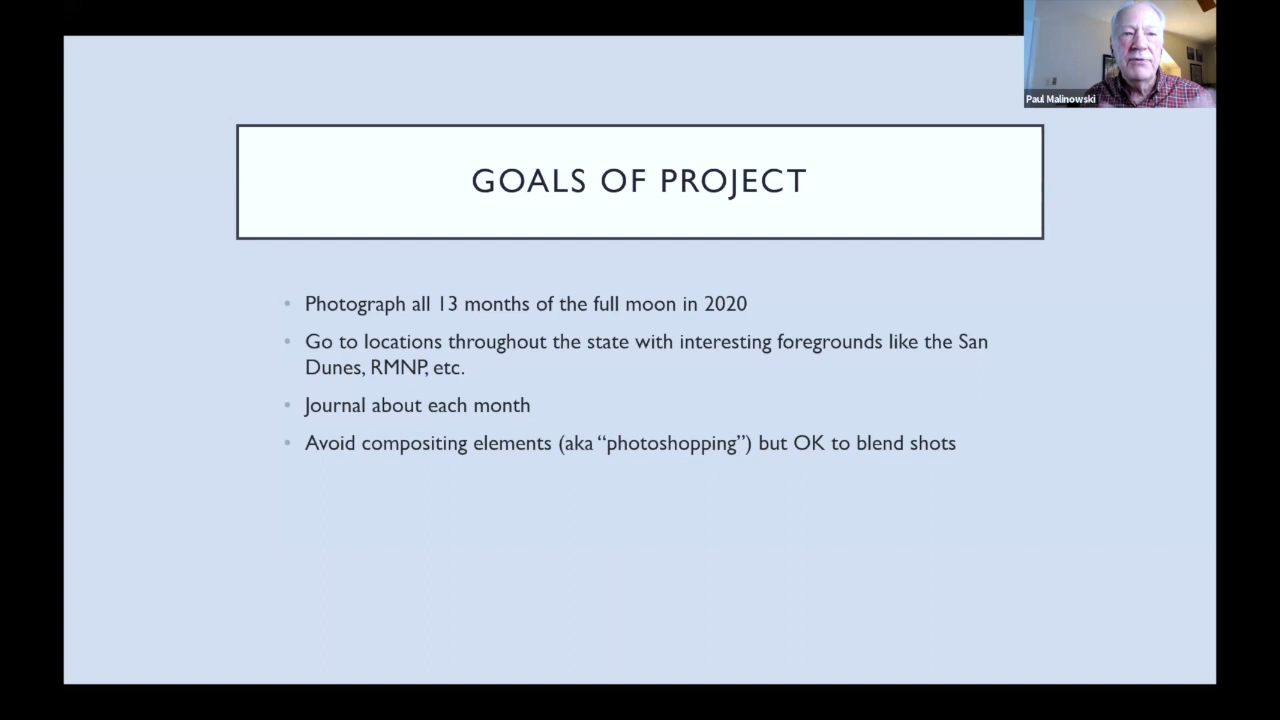 Paul Malinowski
GOALS OF PROJECT
• Photograph all 13 months of the full moon in 2020
• Go to locations throughout the state with interesting foregrounds like the San
Dunes, RMNP, etc.
• Journal about each month
• Avoid compositing elements (aka “photoshopping”) but OK to blend shots